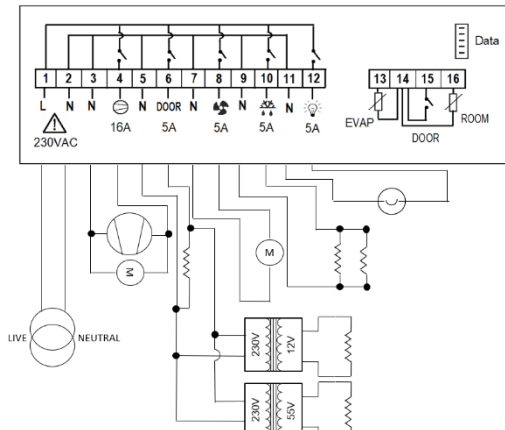 Data
1 2 3 4 5 6 7 8 9 10 11 12
13 14 15 16
L N N N DOOR N N N
16A 5A 5A 5A 5A
230VAC
EVAP
ROOM
DOOR
M
M
LIVE
NEUTRAL
230V
12V
230V
55V